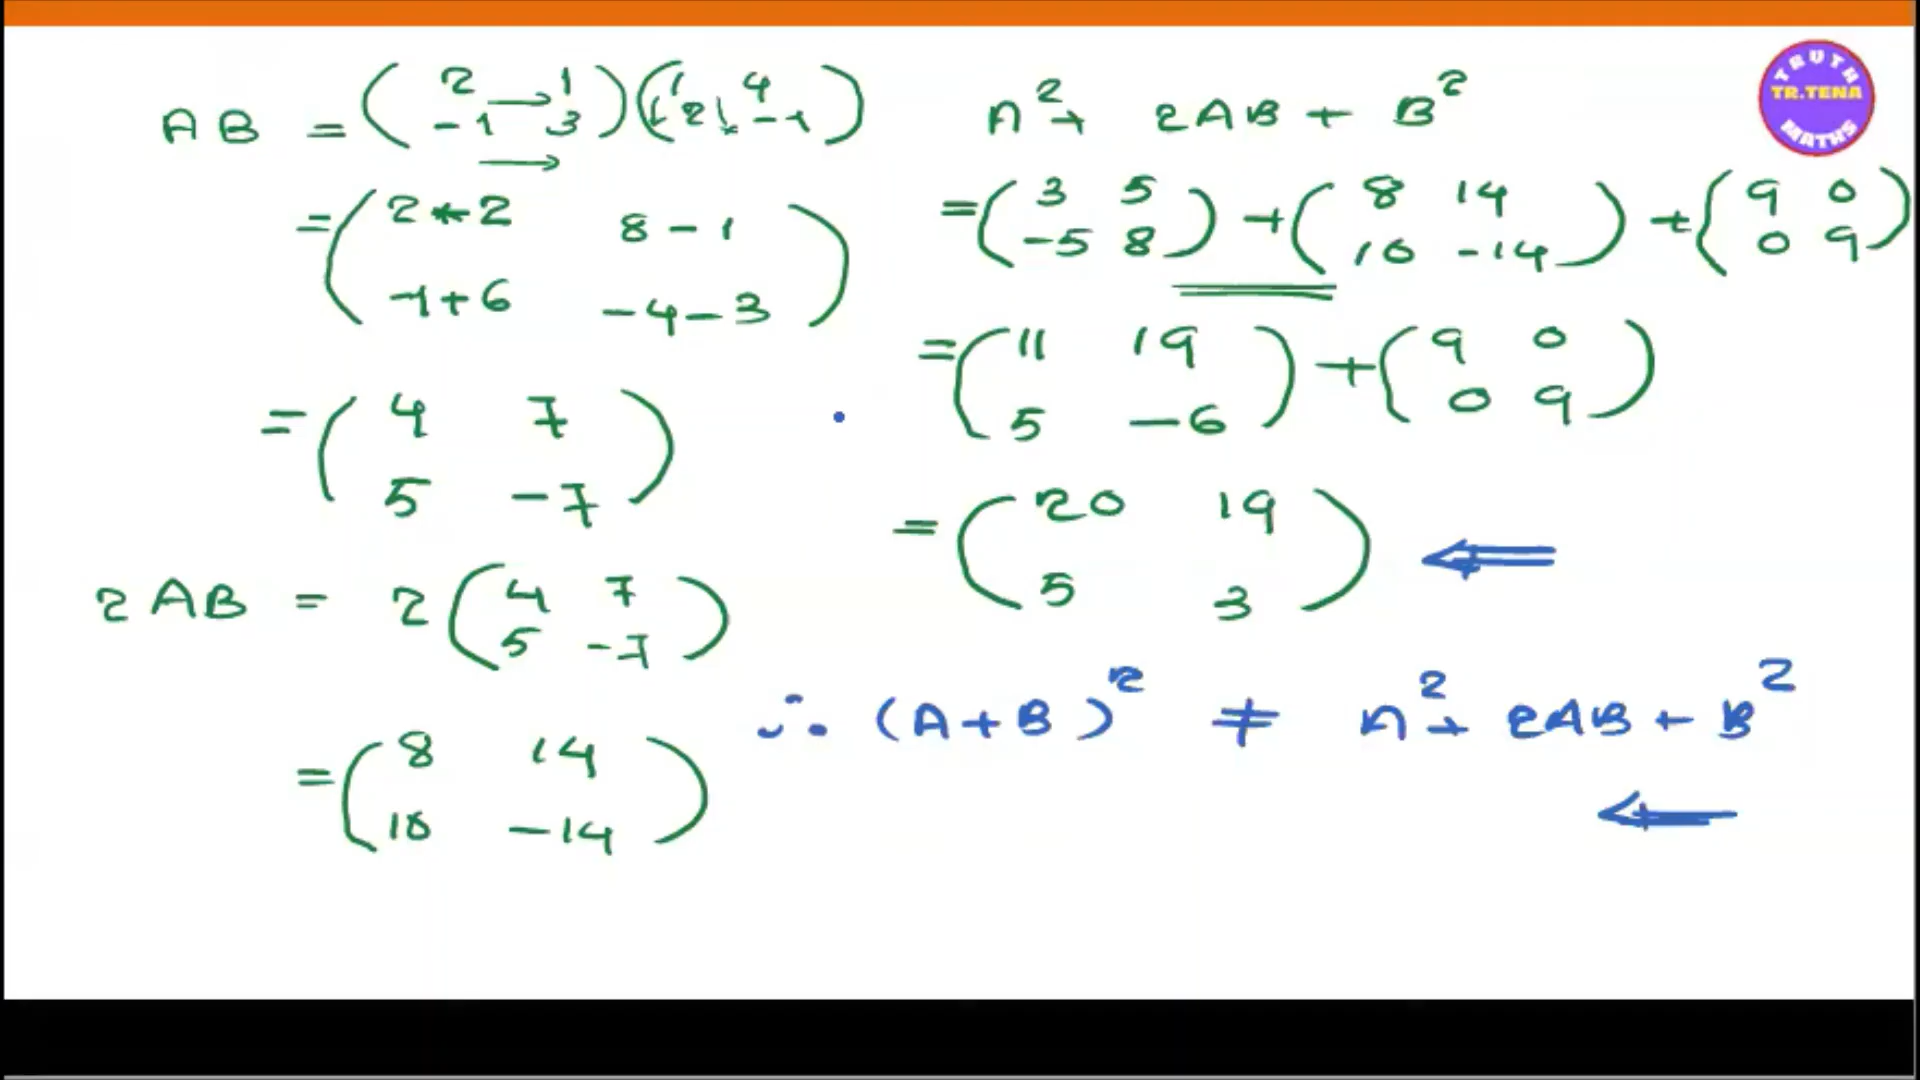 AB = ( 2 1 ) ( 1 4 )
-1 3 2 -1
= ( 2+2 8-1
-1+6 -4-3 )
= ( 4 7
5 -7 )
2AB = 2 ( 4 7
5 -7 )
= ( 8 14
10 -14 )
A² + 2AB + B²
= ( 3 5 ) + ( 8 14 ) + ( 9 0 )
-5 8 10 -14 0 9
= ( 11 19 ) + ( 9 0 )
5 -6 0 9
= ( 20 19
5 3 )
∴ (A+B)² ≠ A² + 2AB + B²
TRUTH
TR.TENA
MATHS